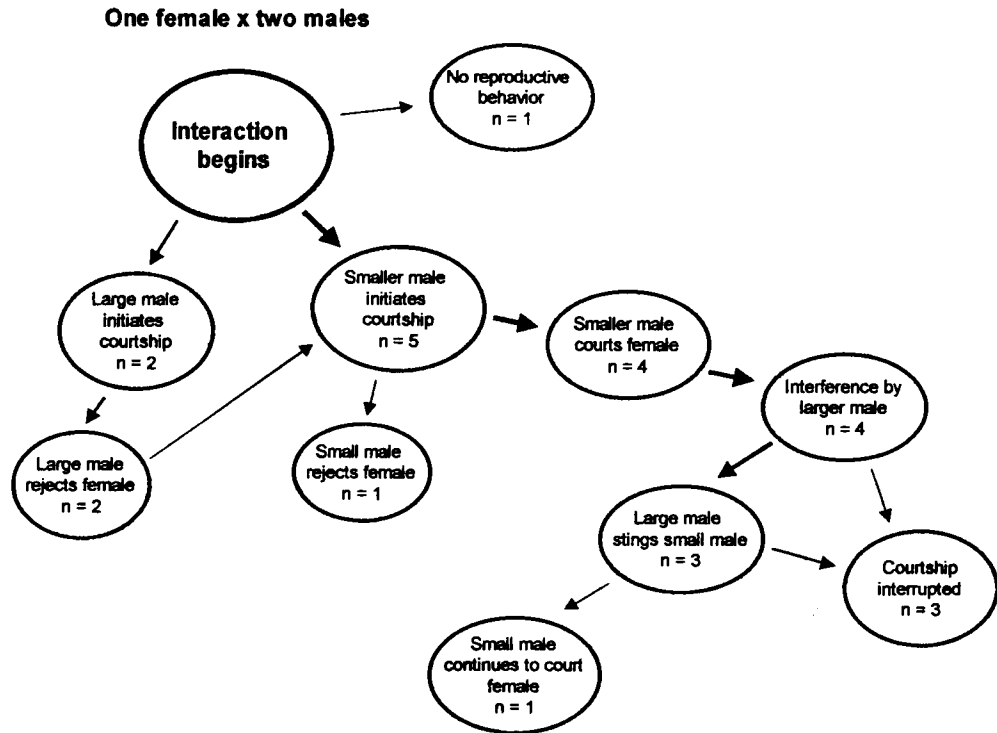 One female x two males
No reproductive
behavior
n = 1
Interaction
begins
Large male
initiates
courtship
n = 2
Smaller male
initiates
courtship
n = 5
Smaller male
courts female
n = 4
Interference by
larger male
n = 4
Large male
rejects female
n = 2
Small male
rejects female
n = 1
Large male
stings small male
n = 3
Courtship
interrupted
n = 3
Small male
continues to court
female
n = 1